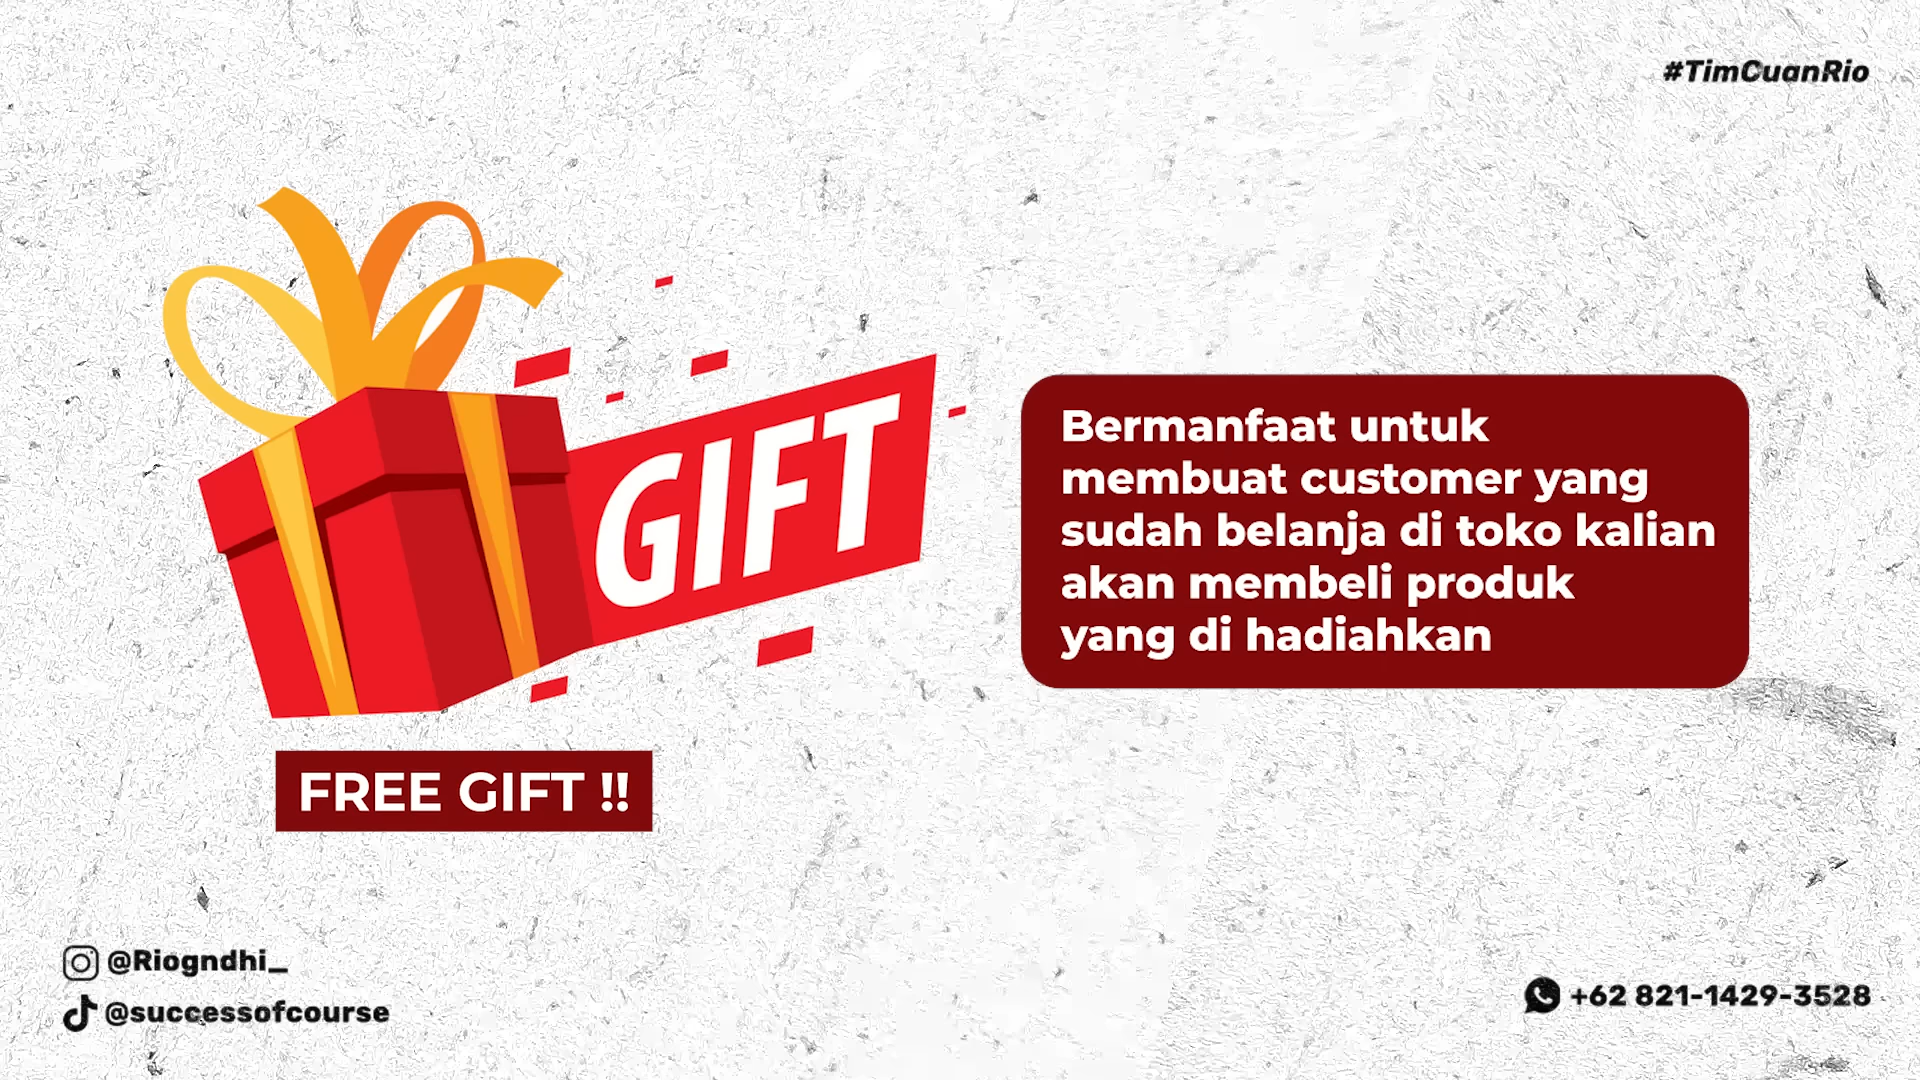 #TimCuanRio
GIFT
Bermanfaat untuk
membuat customer yang
sudah belanja di toko kalian
akan membeli produk
yang di hadiahkan
FREE GIFT !!
@Riogndhi_
@successofcourse
+62 821-1429-3528